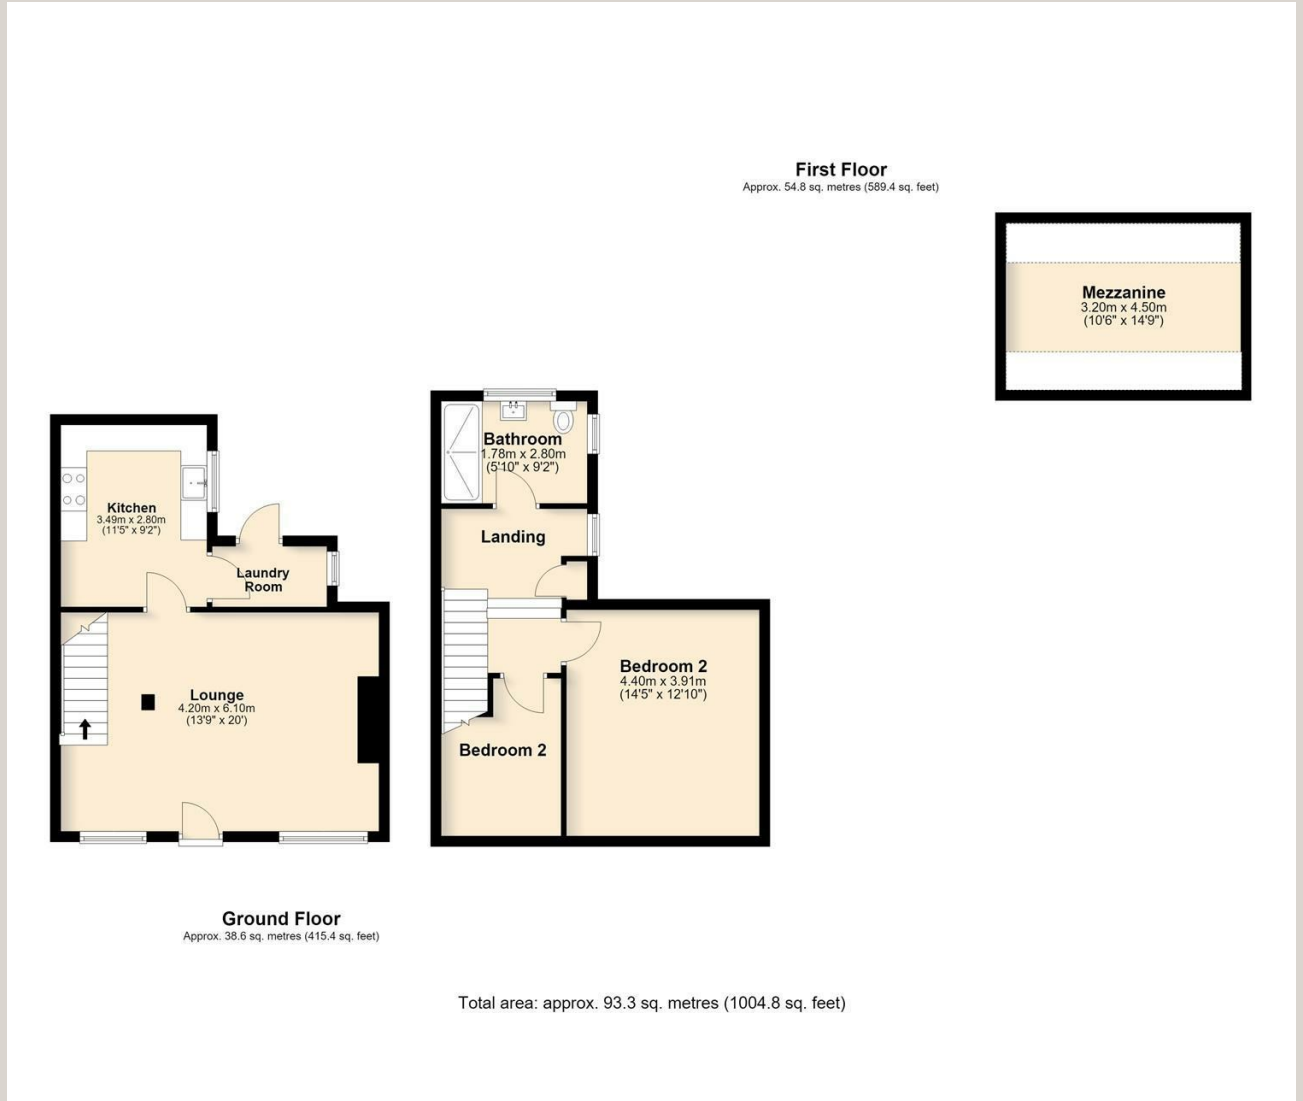 First Floor
Approx. 54.8 sq. metres (589.4 sq. feet)
Mezzanine
3.20m x 4.50m
(10'6" x 14'9")
Bathroom
1.78m x 2.80m
(5'10" x 9'2")
Kitchen
3.49m x 2.80m
(11'5" x 9'2")
Landing
Laundry
Room
Bedroom 2
4.40m x 3.91m
(14'5" x 12'10")
Lounge
4.20m x 6.10m
(13'9" x 20')
Bedroom 2
Ground Floor
Approx. 38.6 sq. metres (415.4 sq. feet)
Total area: approx. 93.3 sq. metres (1004.8 sq. feet)